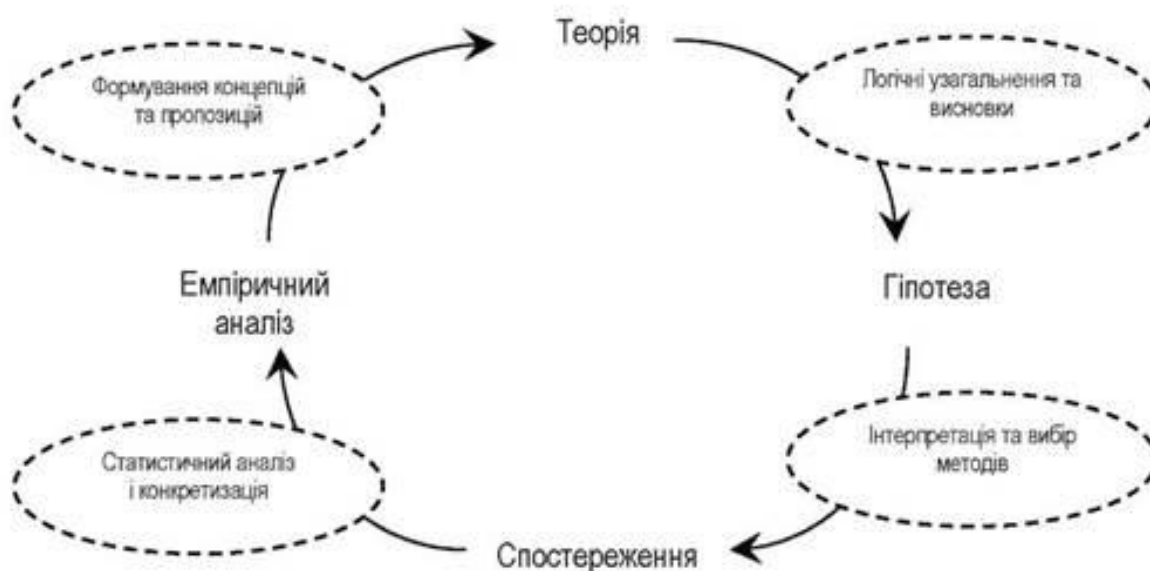 Теорія
Формування концепцій
та пропозицій
Логічні узагальнення та
висновки
Емпіричний
аналіз
Гіпотеза
Статистичний аналіз
і конкретизація
Інтерпретація та вибір
методів
Спостереження